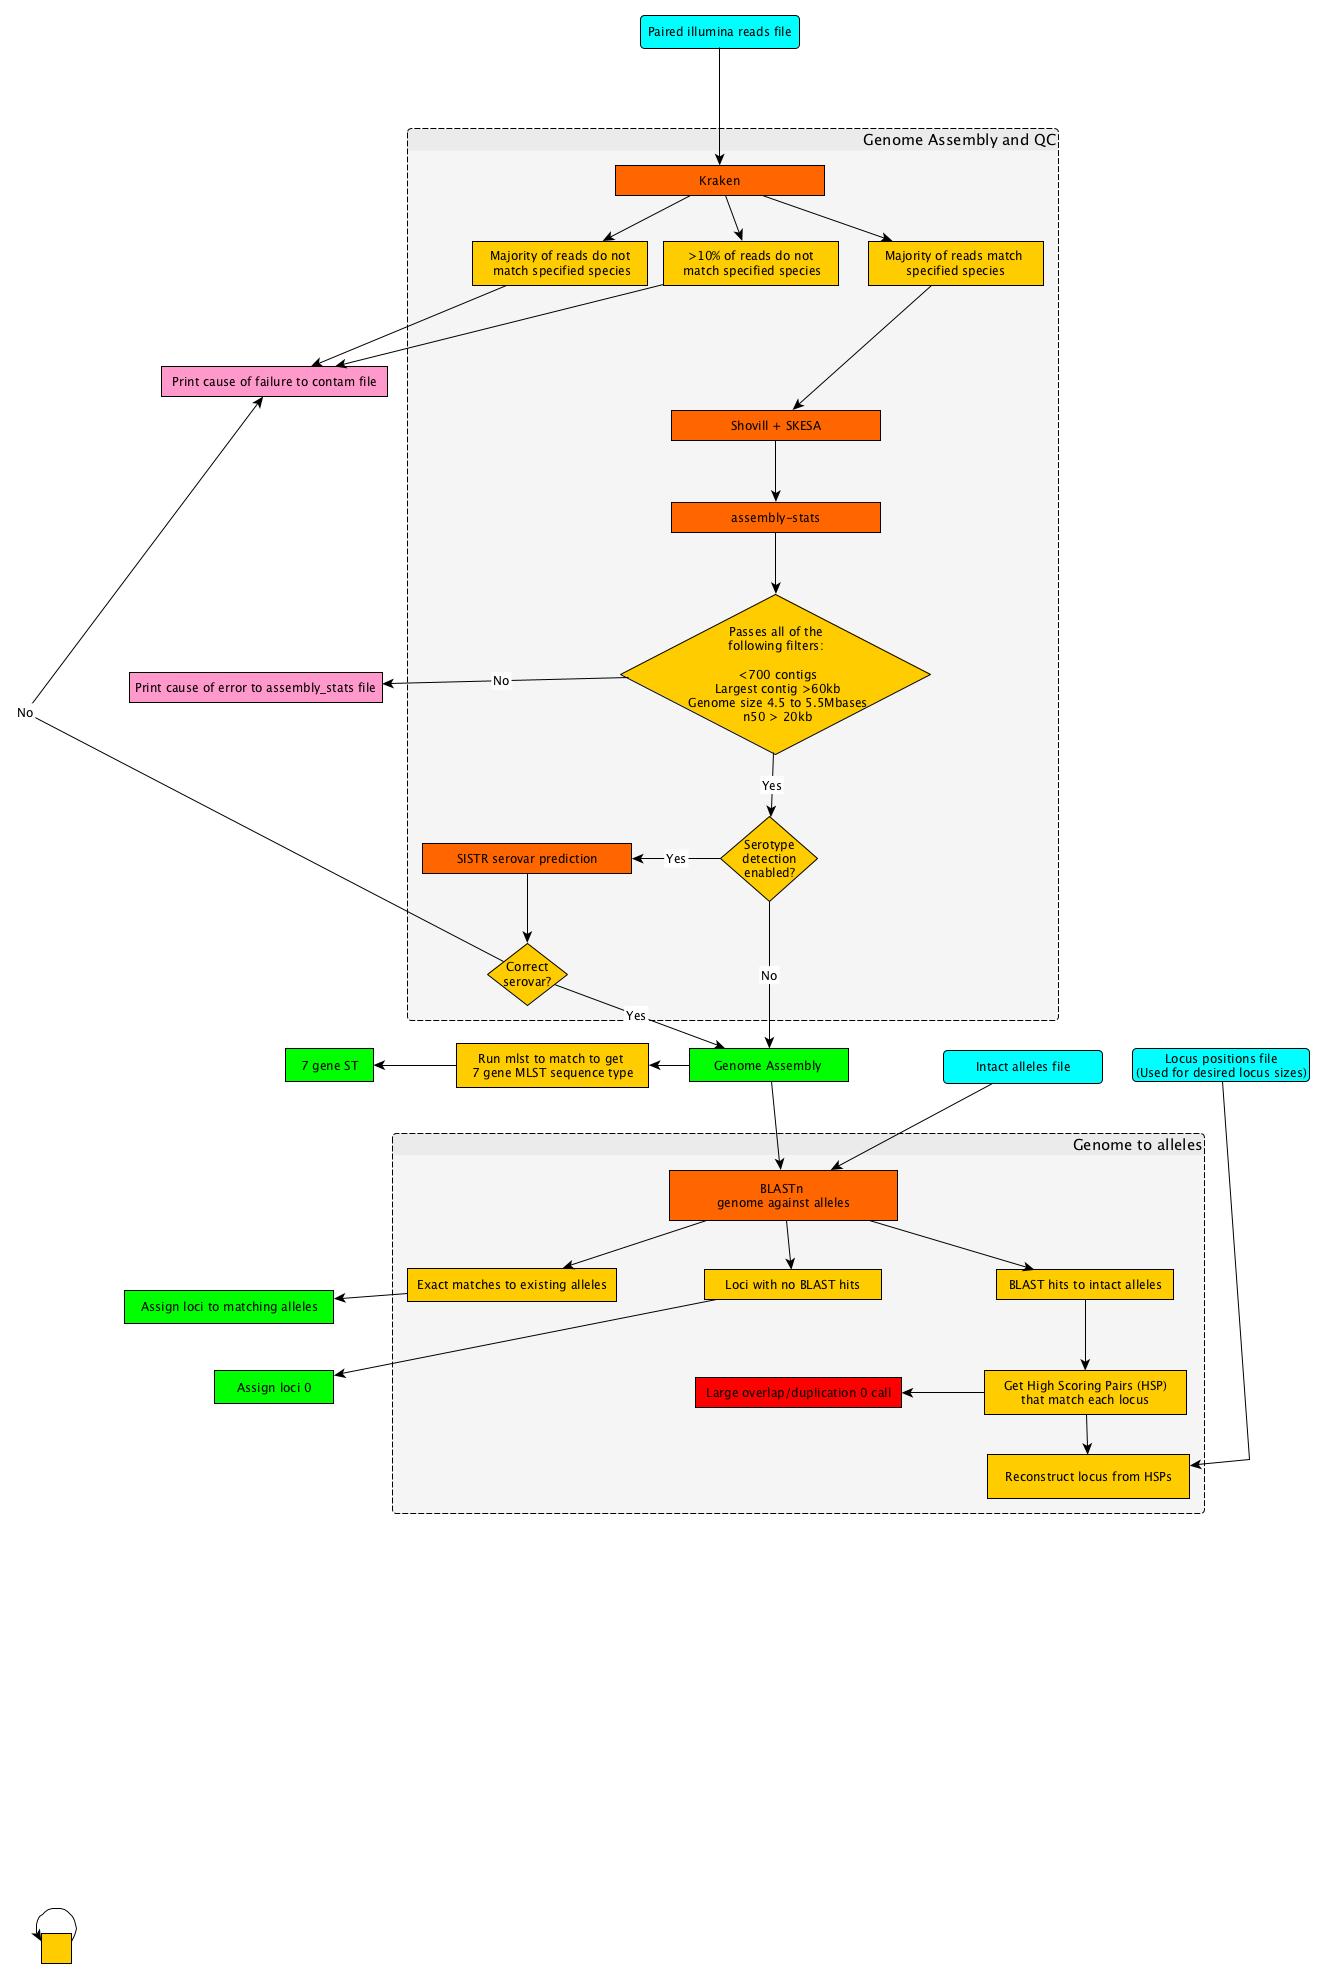 Paired illumina reads file
Genome Assembly and QC
Kraken
Majority of reads do not
match specified species
>10% of reads do not
match specified species
Majority of reads match
specified species
Print cause of failure to contam file
Shovill + SKESA
assembly-stats
Passes all of the
following filters:
<700 contigs
Largest contig >60kb
Genome size 4.5 to 5.5Mbases
n50 > 20kb
No
Print cause of error to assembly_stats file
No
Yes
Serotype
detection
enabled?
Yes
SISTR serovar prediction
Correct
serovar?
No
Yes
7 gene ST
Run mlst to match to get
7 gene MLST sequence type
Genome Assembly
Intact alleles file
Locus positions file
(Used for desired locus sizes)
Genome to alleles
BLASTn
genome against alleles
Exact matches to existing alleles
Loci with no BLAST hits
BLAST hits to intact alleles
Assign loci to matching alleles
Assign loci 0
Large overlap/duplication 0 call
Get High Scoring Pairs (HSP)
that match each locus
Reconstruct locus from HSPs